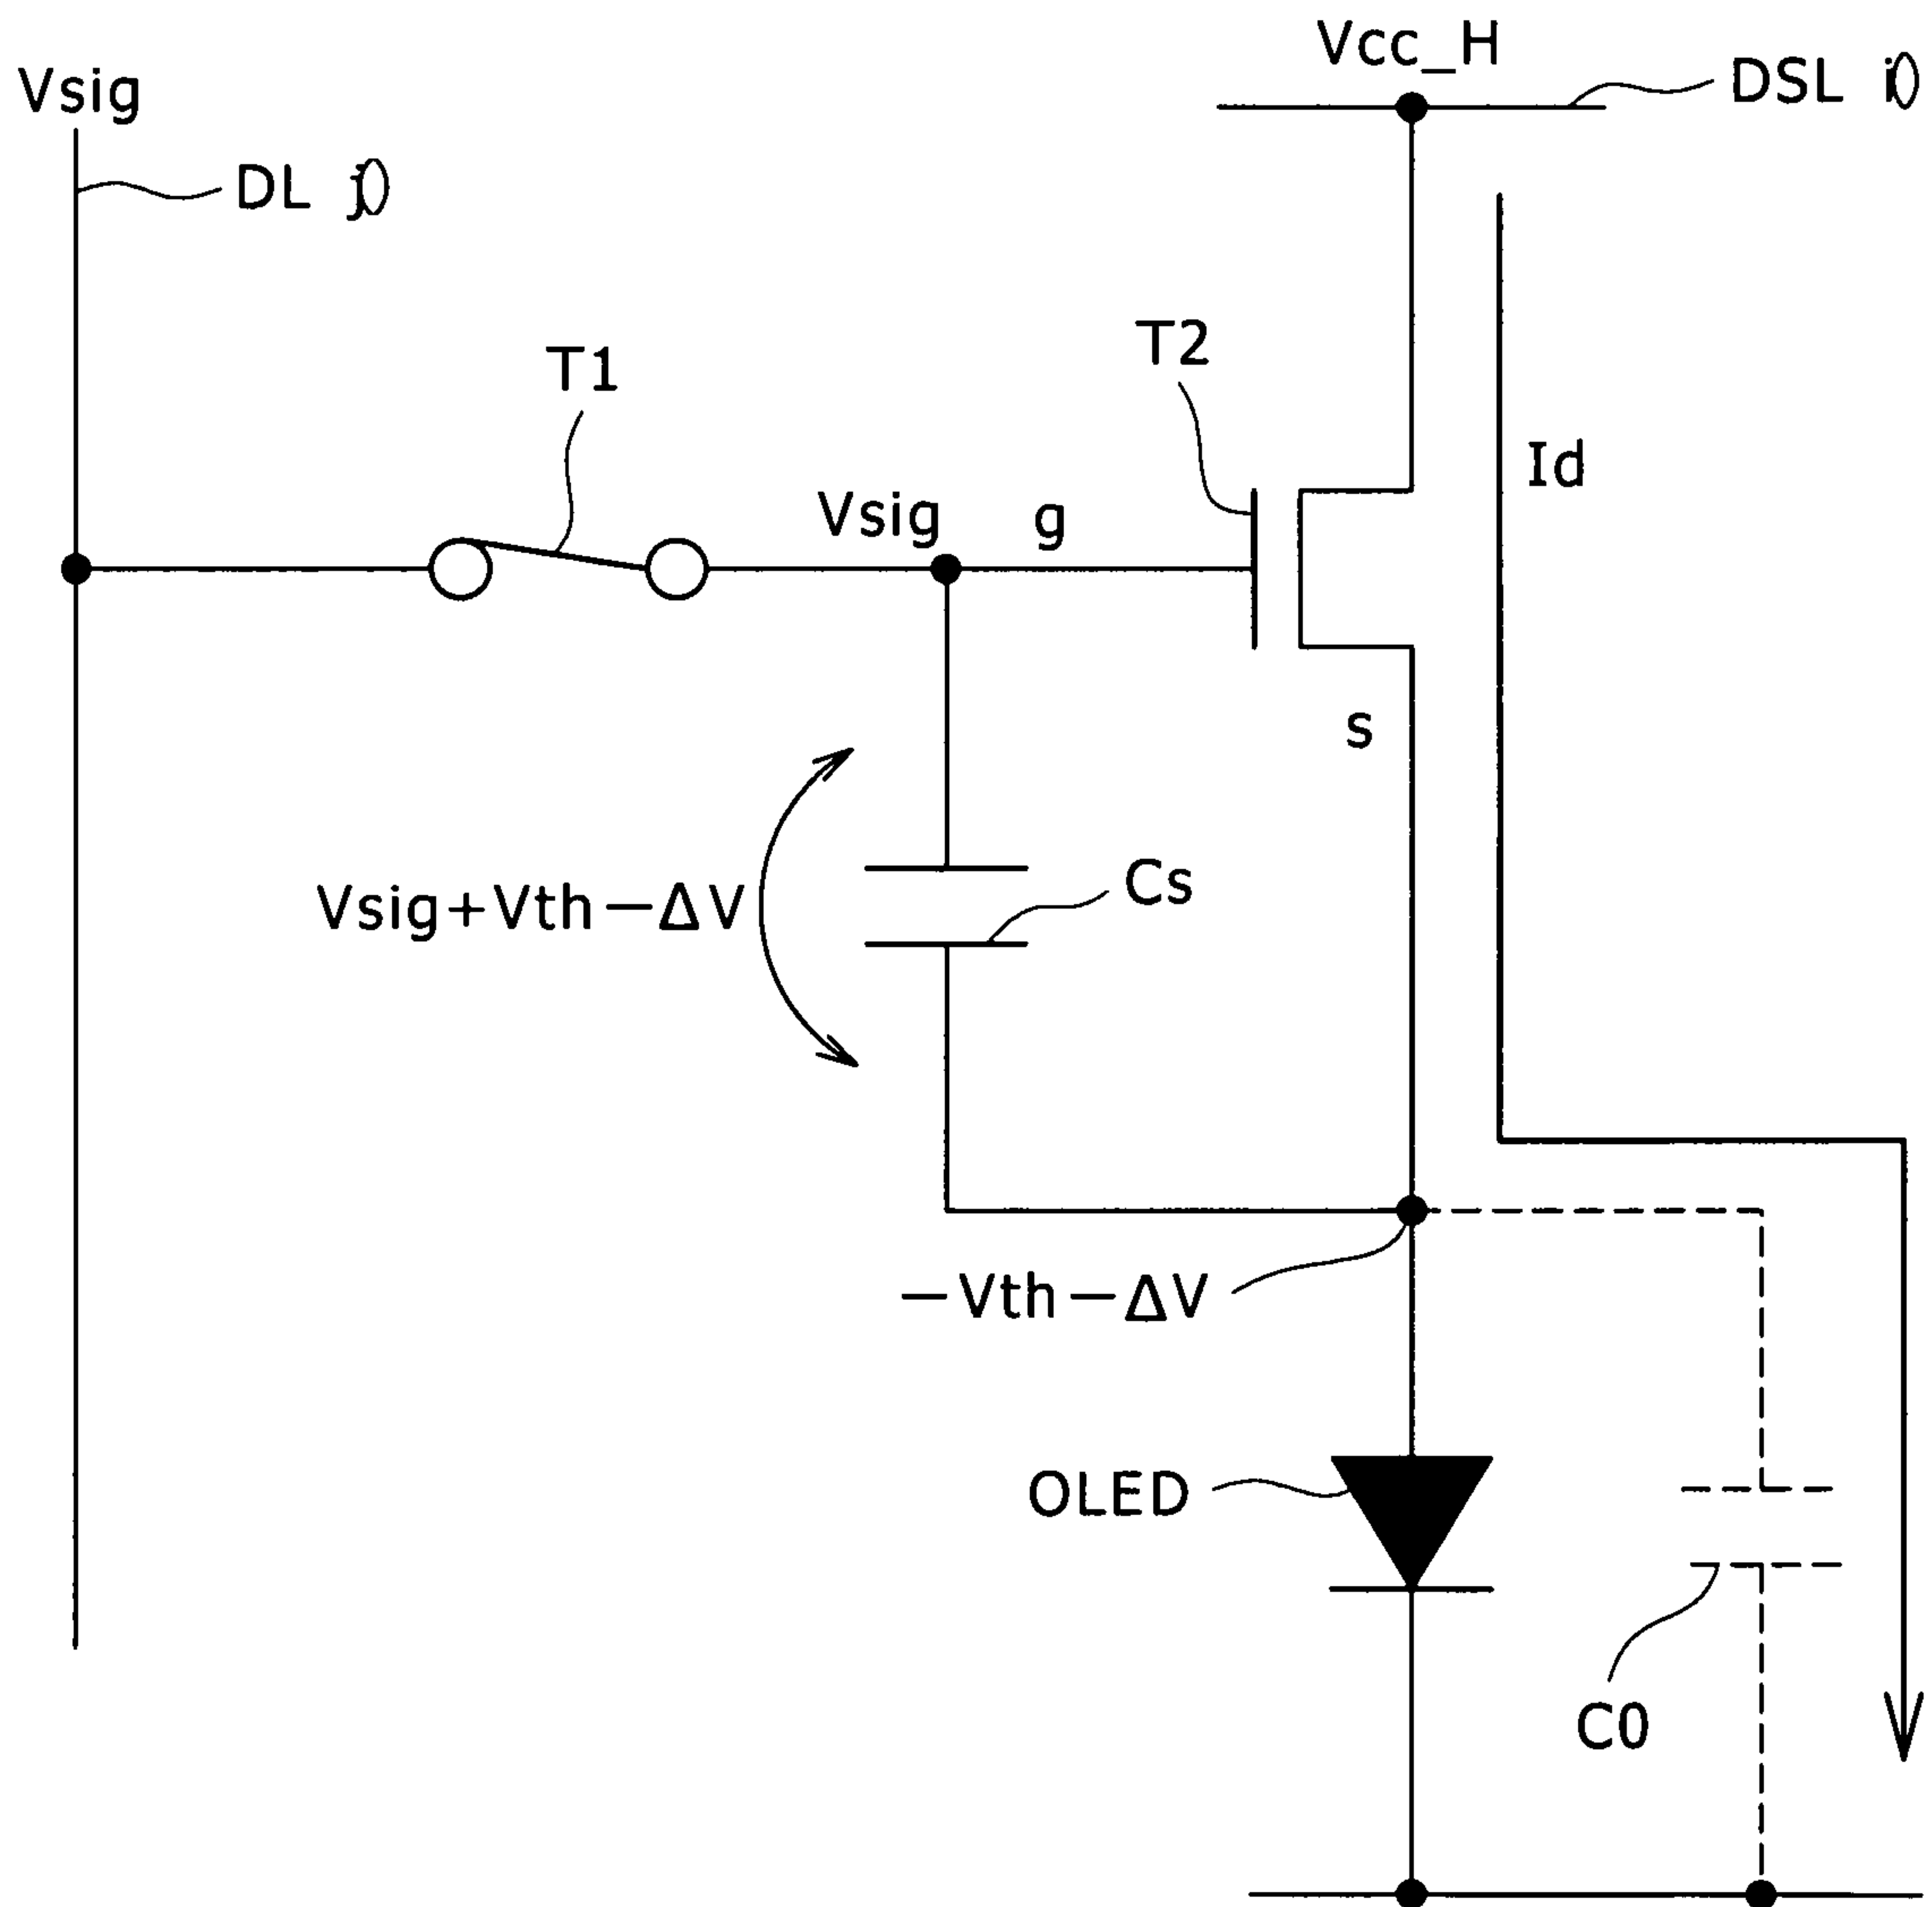 Vcc_H
DSL i()
Vsig
DL j()
T1
T2
Id
Vsig g
s
Vsig+Vth−ΔV
Cs
−Vth−ΔV
OLED
C0